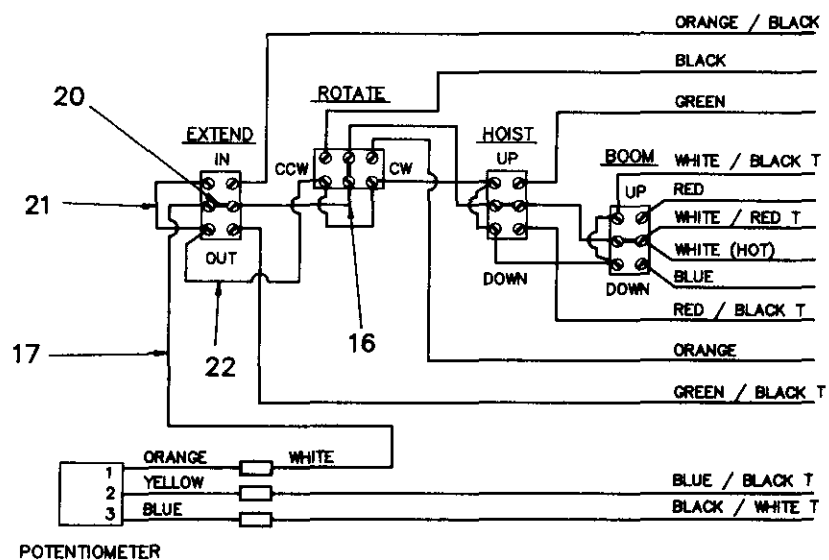 ORANGE / BLACK
BLACK
20
ROTATE
GREEN
EXTEND
HOIST
IN
CCW
CW
UP
BOOM
WHITE / BLACK T
UP
RED
21
WHITE / RED T
WHITE (HOT)
OUT
DOWN
BLUE
DOWN
RED / BLACK T
17
22
16
ORANGE
GREEN / BLACK T
1
ORANGE
WHITE
2
YELLOW
BLUE / BLACK T
3
BLUE
BLACK / WHITE T
POTENTIOMETER